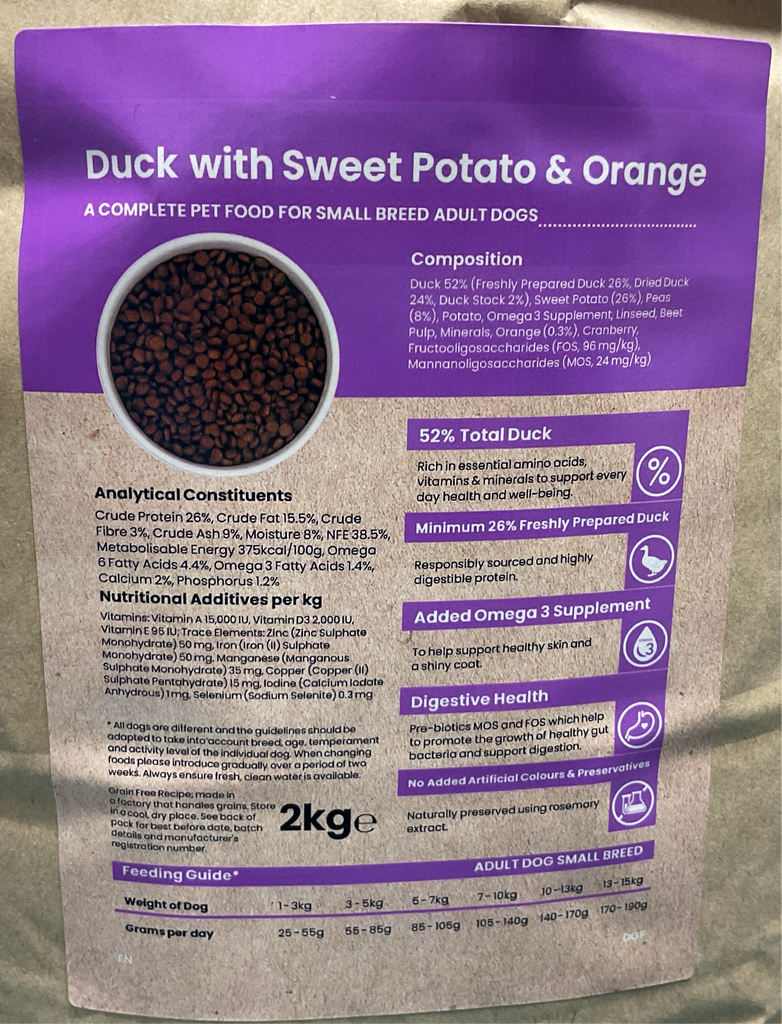 Duck with Sweet Potato & Orange
A COMPLETE PET FOOD FOR SMALL BREED ADULT DOGS
Composition
Duck 52% (Freshly Prepared Duck 26%, Dried Duck
24%, Duck Stock 2%), Sweet Potato (26%), Peas
(8%), Potato, Omega 3 Supplement, Linseed, Beet
Pulp, Minerals, Orange (0.3%), Cranberry,
Fructooligosaccharides (FOS, 96 mg/kg),
Mannanoligosaccharides (MOS, 24 mg/kg)
Analytical Constituents
Crude Protein 26%, Crude Fat 15.5%, Crude
Fibre 3%, Crude Ash 9%, Moisture 8%, NFE 38.5%,
Metabolisable Energy 375kcal/100g, Omega
6 Fatty Acids 4.4%, Omega 3 Fatty Acids 1.4%,
Calcium 2%, Phosphorus 1.2%
Nutritional Additives per kg
Vitamins: Vitamin A 15,000 IU, Vitamin D3 2,000 IU,
Vitamin E 95 IU; Trace Elements: Zinc (Zinc Sulphate
Monohydrate) 50 mg, Iron (Iron (II) Sulphate
Monohydrate) 50 mg, Manganese (Manganous
Sulphate Monohydrate) 35 mg, Copper (Copper (II)
Sulphate Pentahydrate) 15 mg, Iodine (Calcium Iodate
Anhydrous) 1 mg, Selenium (Sodium Selenite) 0.3 mg
* All dogs are different and the guidelines should be
adapted to take into account breed, age, temperament
and activity level of the individual dog. When changing
foods please introduce gradually over a period of two
weeks. Always ensure fresh, clean water is available.
Grain Free Recipe; made in
a factory that handles grains. Store
in a cool, dry place. See back of
pack for best before date, batch
details and manufacturer's
registration number.
2kg℮
52% Total Duck
Rich in essential amino acids,
vitamins & minerals to support every
day health and well-being.
%
Minimum 26% Freshly Prepared Duck
Responsibly sourced and highly
digestible protein.
Added Omega 3 Supplement
To help support healthy skin and
a shiny coat.
3
Digestive Health
Pre-biotics MOS and FOS which help
to promote the growth of healthy gut
bacteria and support digestion.
No Added Artificial Colours & Preservatives
Naturally preserved using rosemary
extract.
Feeding Guide* ADULT DOG SMALL BREED
Weight of Dog 1-3kg 3-5kg 5-7kg 7-10kg 10-13kg 13-15kg
Grams per day 25-55g 55-85g 85-105g 105-140g 140-170g 170-190g
EN DGF